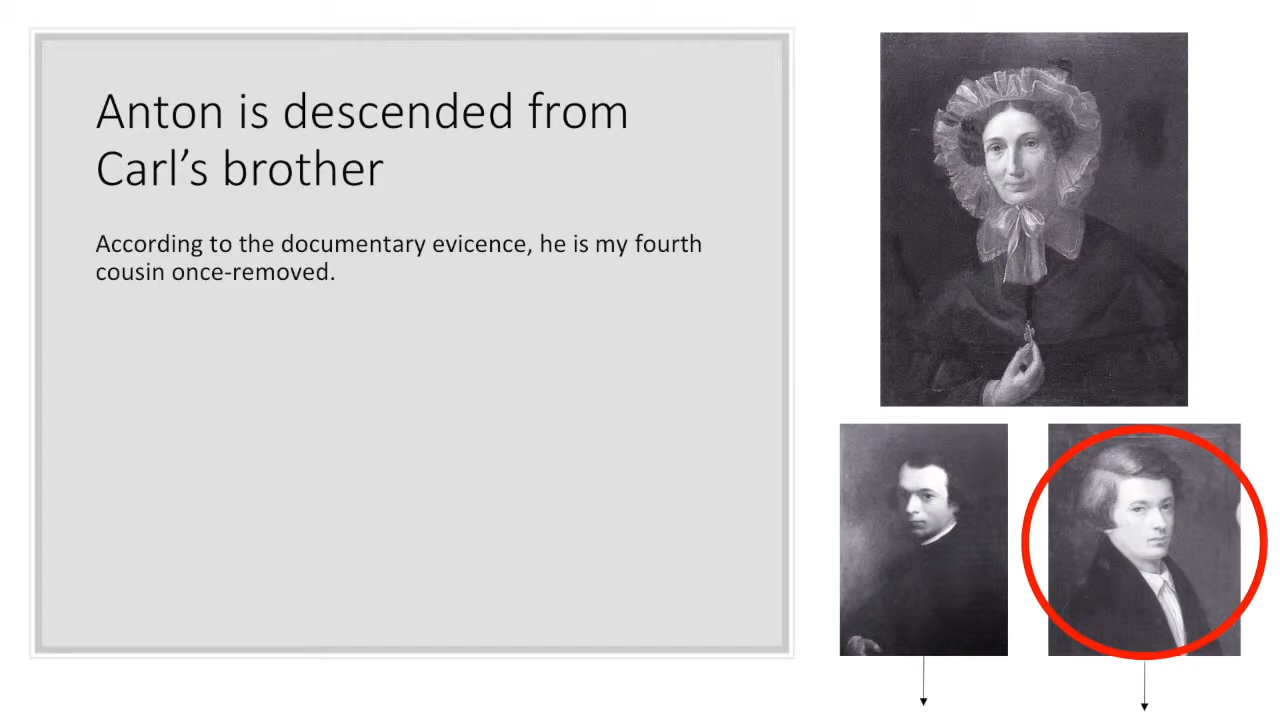 Anton is descended from
Carl’s brother
According to the documentary evicence, he is my fourth
cousin once-removed.